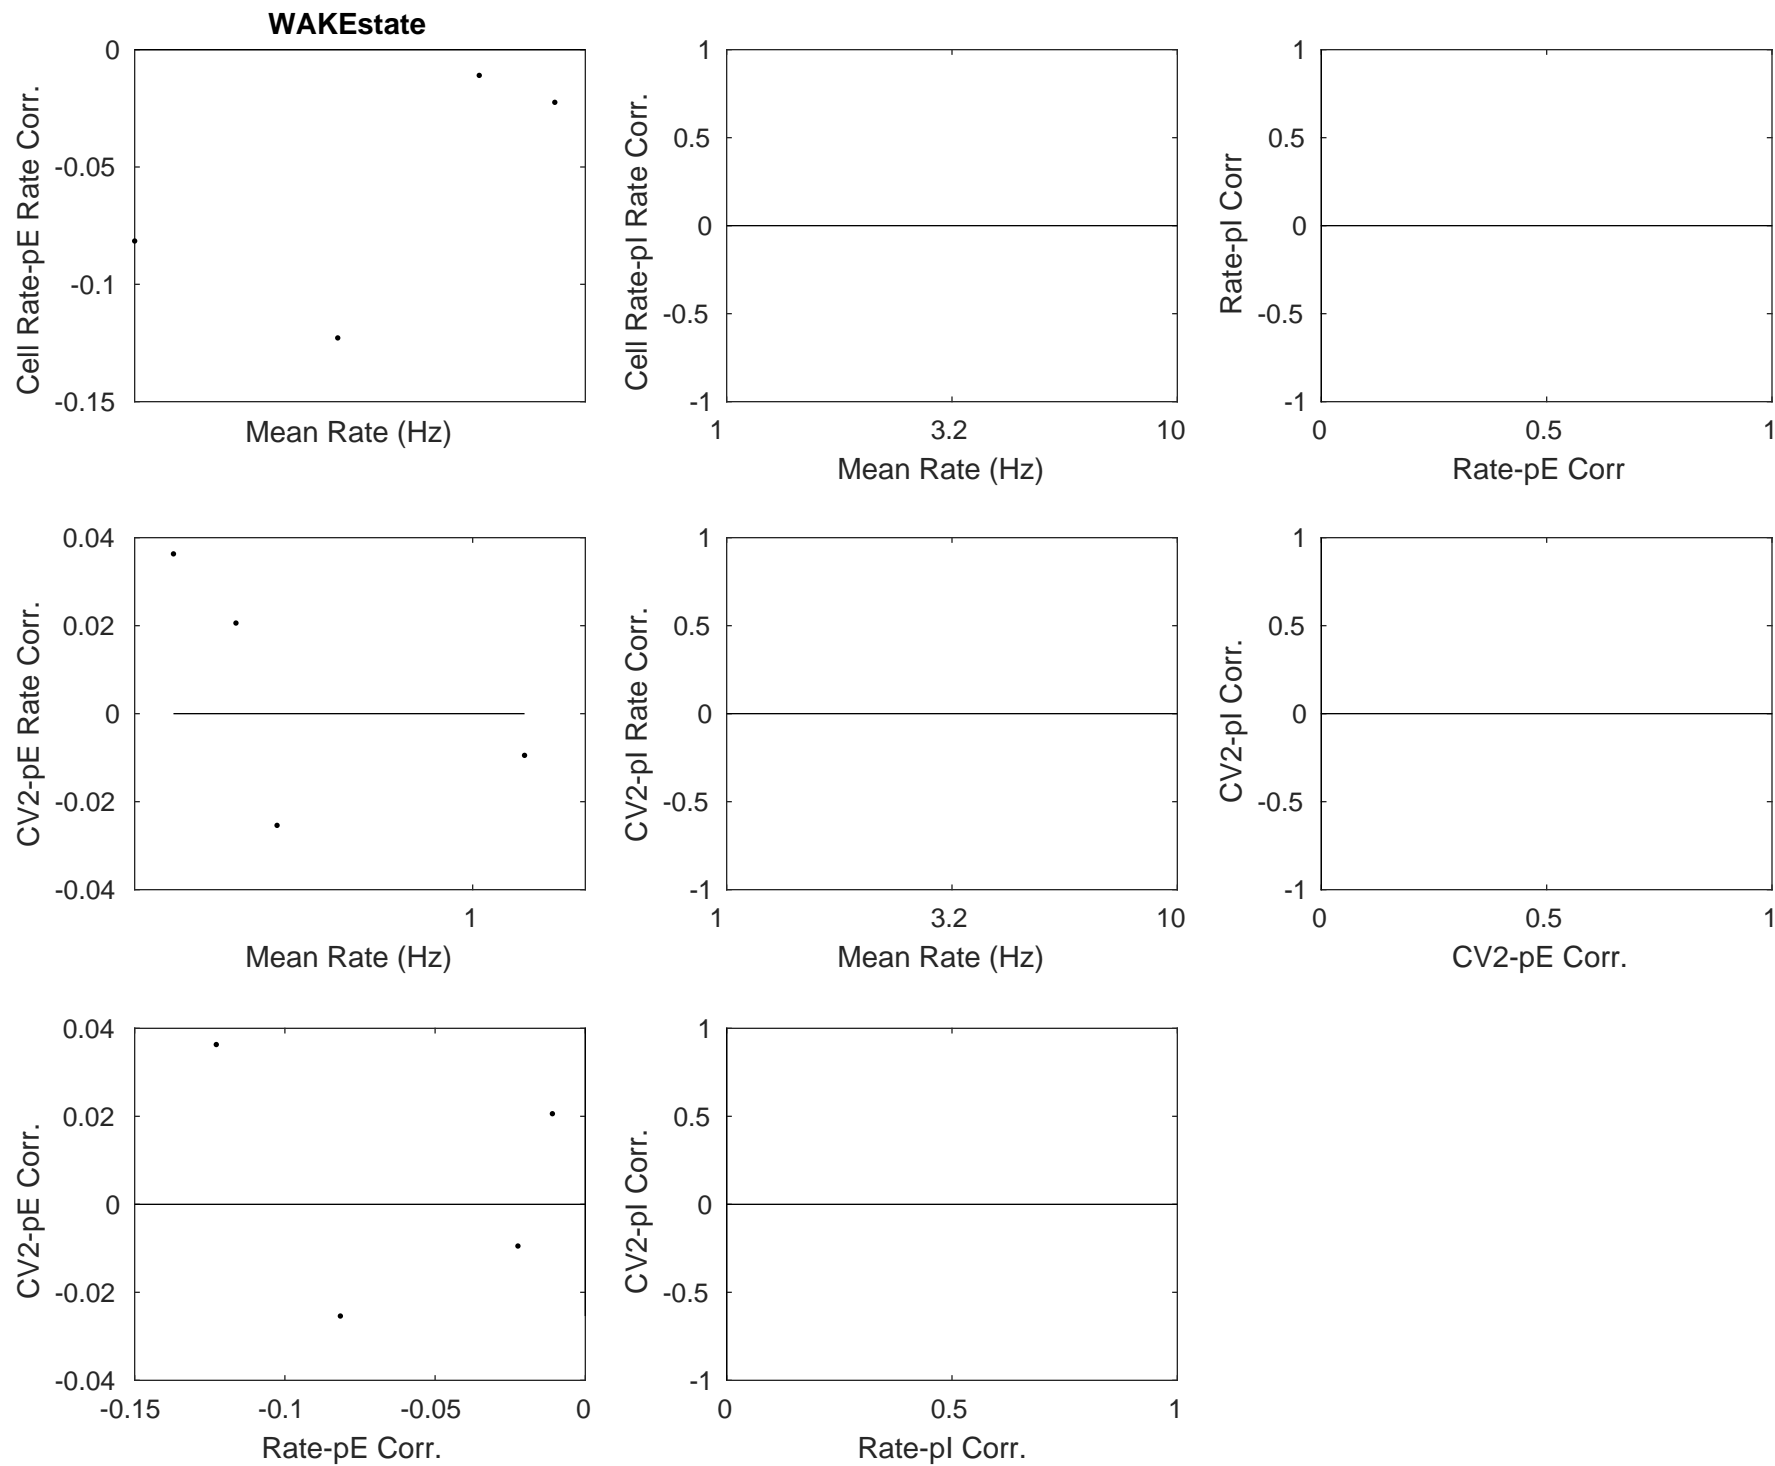 WAKEstate
0
-0.05
-0.1
-0.15
Cell Rate-pE Rate Corr.
Mean Rate (Hz)
1
0.5
0
-0.5
-1
Cell Rate-pI Rate Corr.
1 3.2 10
Mean Rate (Hz)
1
0.5
0
-0.5
-1
Rate-pI Corr
0 0.5 1
Rate-pE Corr
0.04
0.02
0
-0.02
-0.04
CV2-pE Rate Corr.
1
Mean Rate (Hz)
1
0.5
0
-0.5
-1
CV2-pI Rate Corr.
1 3.2 10
Mean Rate (Hz)
1
0.5
0
-0.5
-1
CV2-pI Corr.
0 0.5 1
CV2-pE Corr.
0.04
0.02
0
-0.02
-0.04
CV2-pE Corr.
-0.15 -0.1 -0.05 0
Rate-pE Corr.
1
0.5
0
-0.5
-1
CV2-pI Corr.
0 0.5 1
Rate-pI Corr.